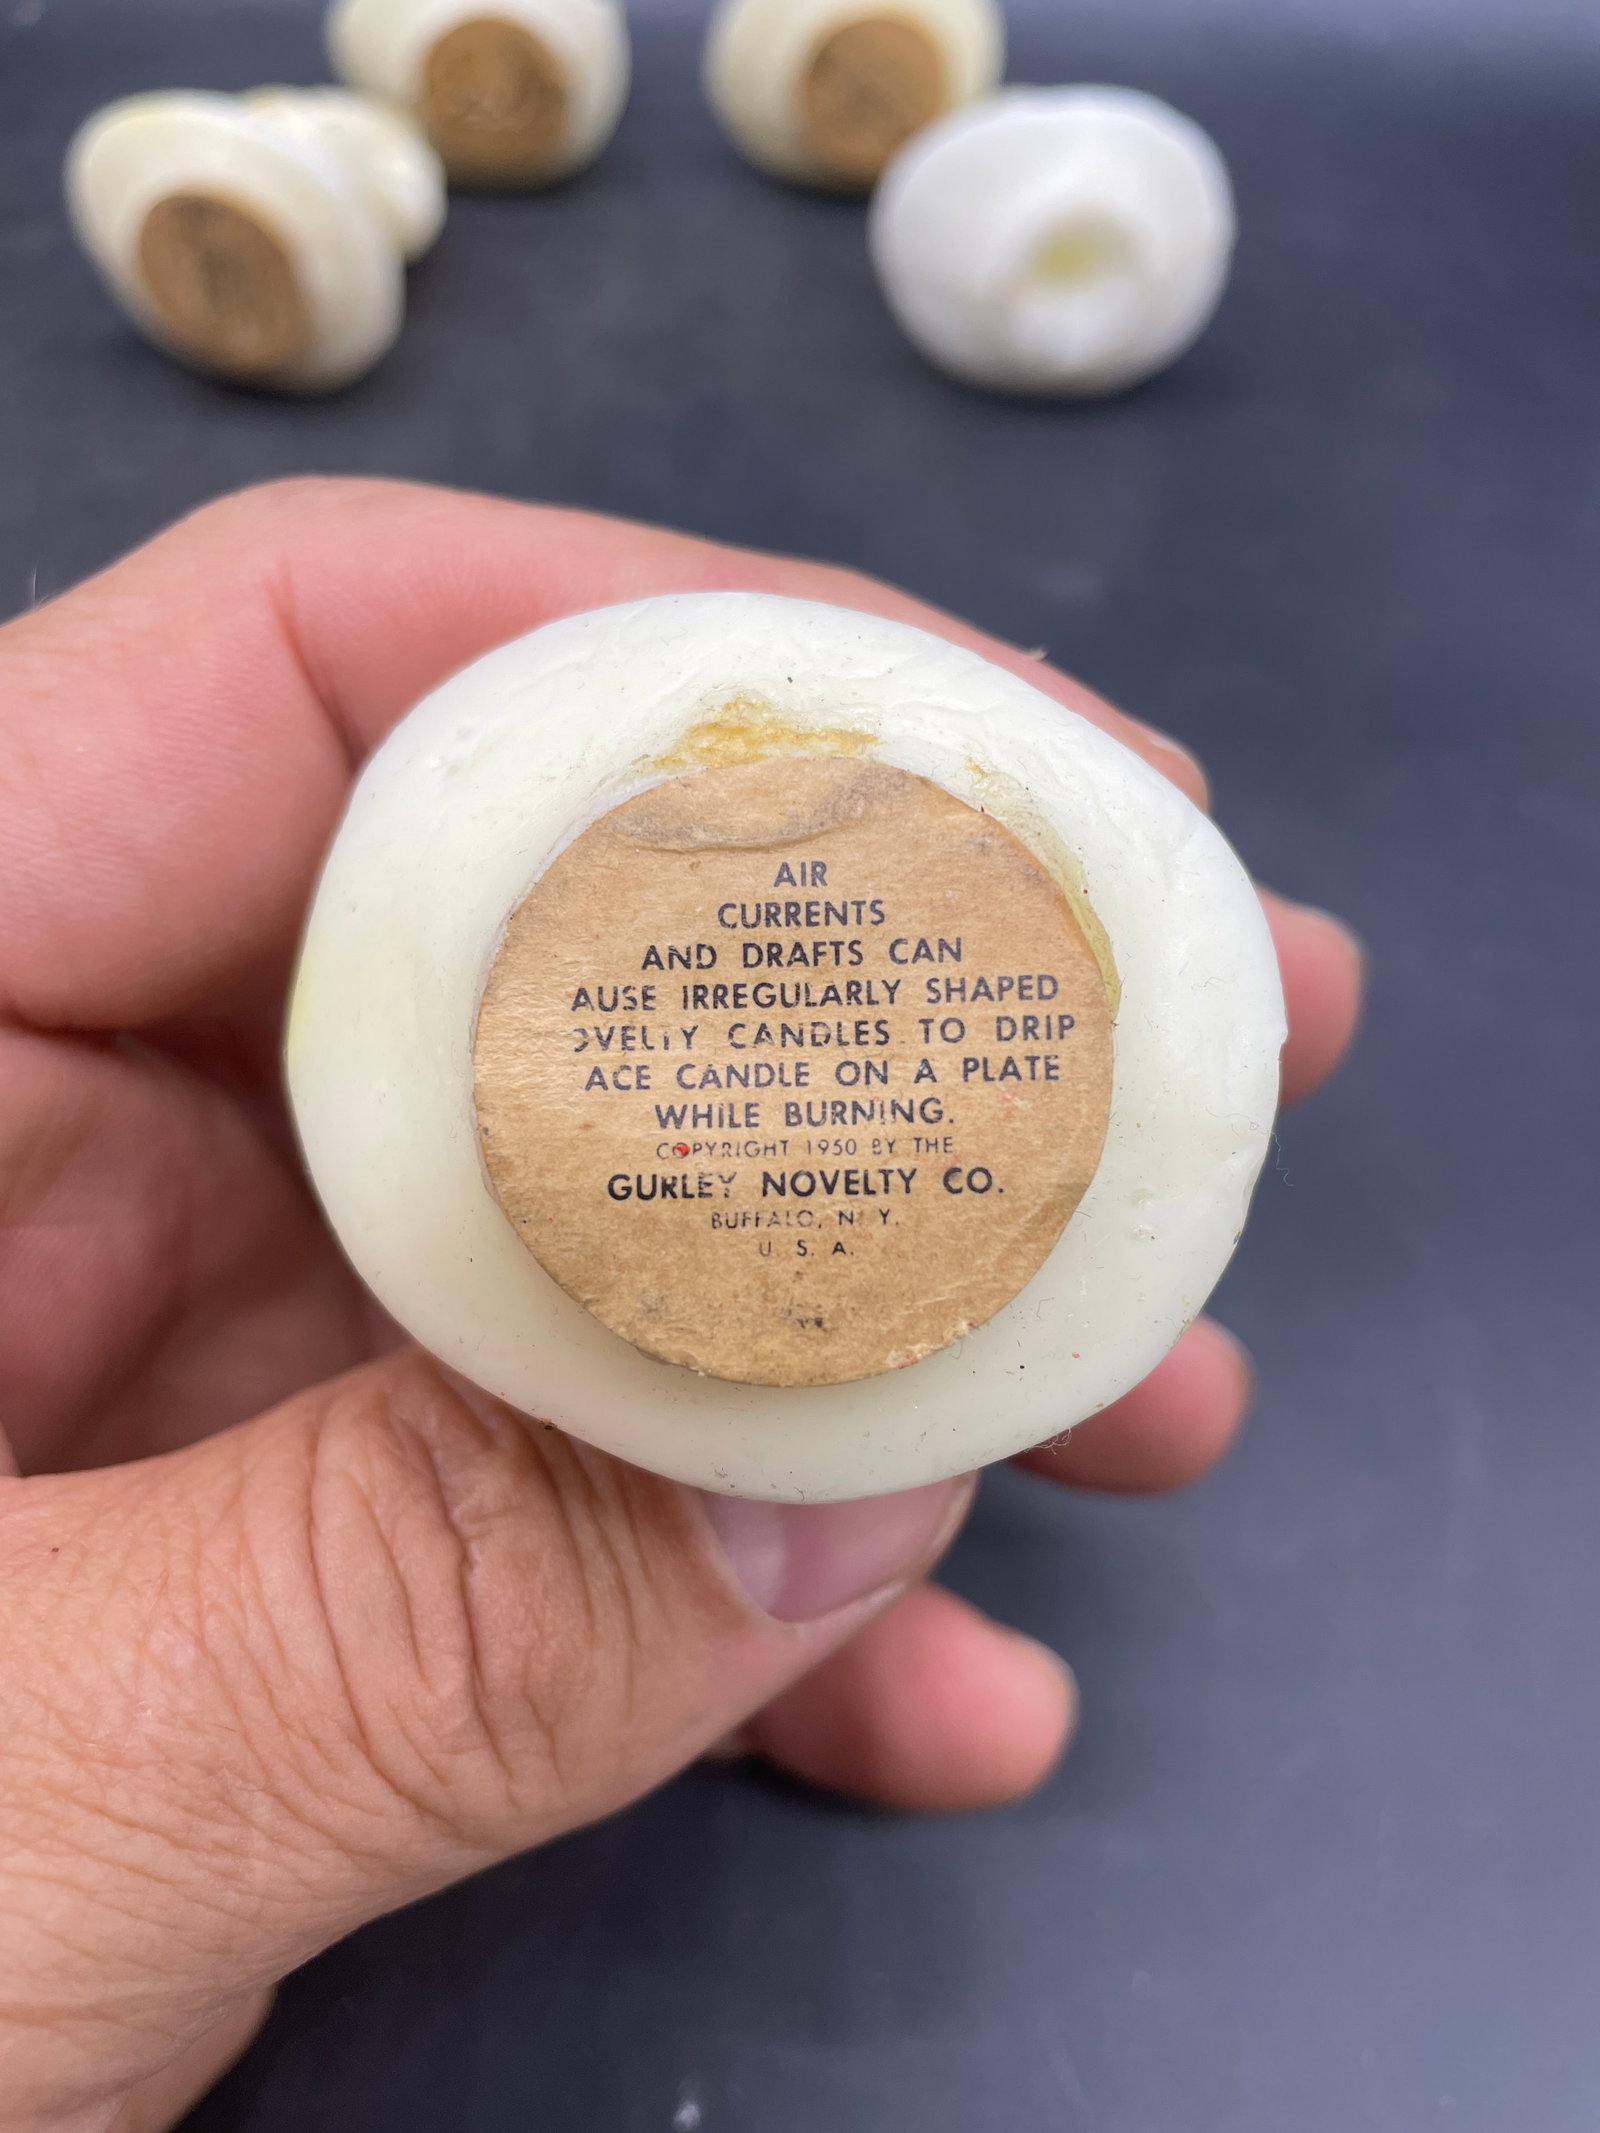 AIR
CURRENTS
AND DRAFTS CAN
AUSE IRREGULARLY SHAPED
OVELTY CANDLES TO DRIP
ACE CANDLE ON A PLATE
WHILE BURNING.
COPYRIGHT 1950 BY THE
GURLEY NOVELTY CO.
BUFFALO, N. Y.
U. S. A.